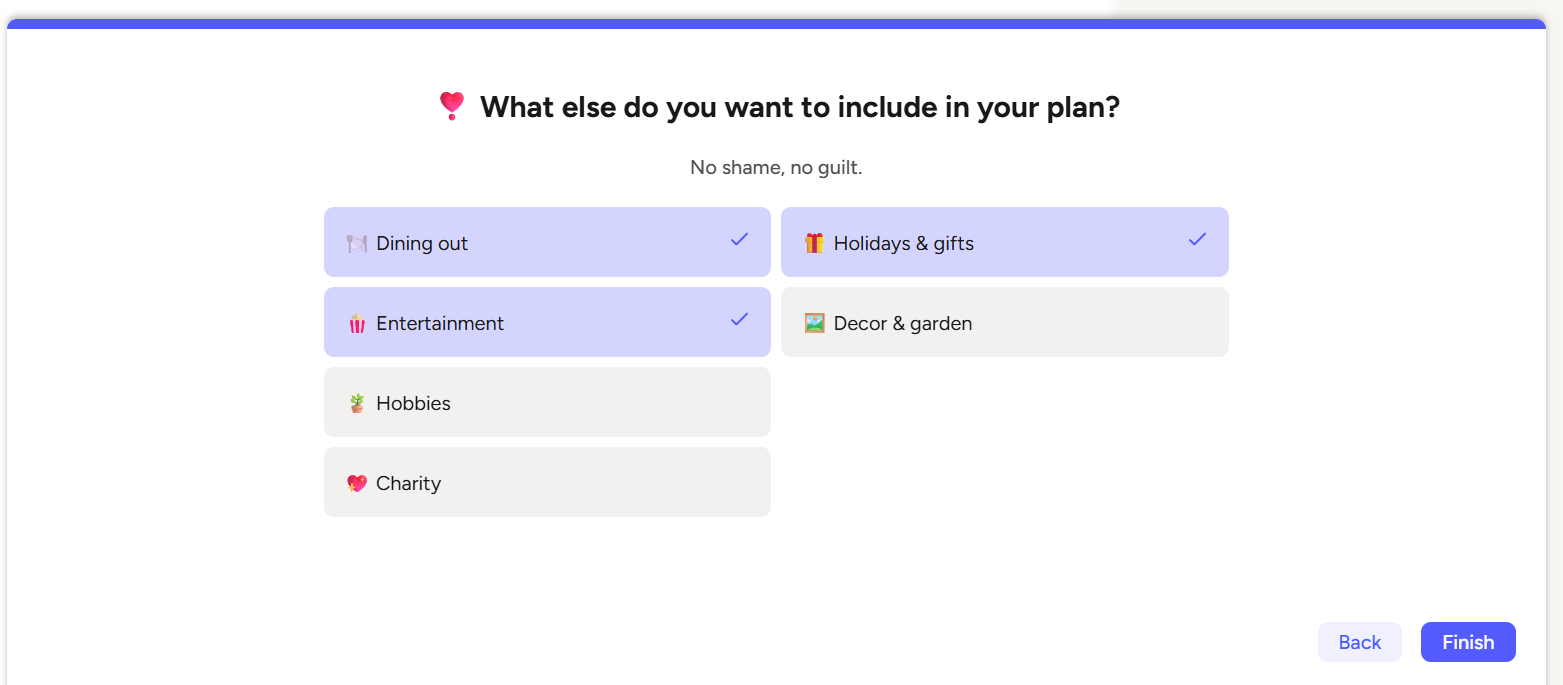 What else do you want to include in your plan?
No shame, no guilt.
Dining out
Holidays & gifts
Entertainment
Decor & garden
Hobbies
Charity
Back
Finish